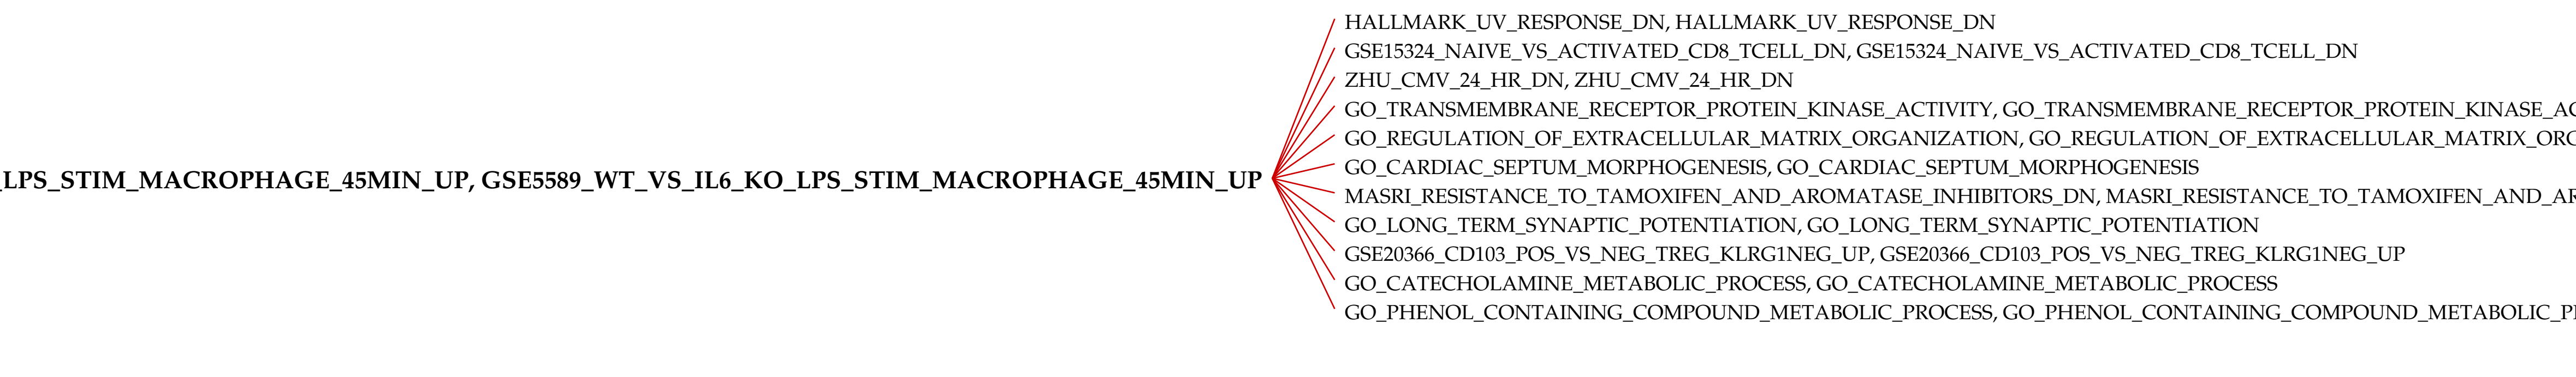 HALLMARK_UV_RESPONSE_DN, HALLMARK_UV_RESPONSE_DN
GSE15324_NAIVE_VS_ACTIVATED_CD8_TCELL_DN, GSE15324_NAIVE_VS_ACTIVATED_CD8_TCELL_DN
ZHU_CMV_24_HR_DN, ZHU_CMV_24_HR_DN
GO_TRANSMEMBRANE_RECEPTOR_PROTEIN_KINASE_ACTIVITY, GO_TRANSMEMBRANE_RECEPTOR_PROTEIN_KINASE_AC
GO_REGULATION_OF_EXTRACELLULAR_MATRIX_ORGANIZATION, GO_REGULATION_OF_EXTRACELLULAR_MATRIX_ORG
GO_CARDIAC_SEPTUM_MORPHOGENESIS, GO_CARDIAC_SEPTUM_MORPHOGENESIS
_LPS_STIM_MACROPHAGE_45MIN_UP, GSE5589_WT_VS_IL6_KO_LPS_STIM_MACROPHAGE_45MIN_UP
MASRI_RESISTANCE_TO_TAMOXIFEN_AND_AROMATASE_INHIBITORS_DN, MASRI_RESISTANCE_TO_TAMOXIFEN_AND_AR
GO_LONG_TERM_SYNAPTIC_POTENTIATION, GO_LONG_TERM_SYNAPTIC_POTENTIATION
GSE20366_CD103_POS_VS_NEG_TREG_KLRG1NEG_UP, GSE20366_CD103_POS_VS_NEG_TREG_KLRG1NEG_UP
GO_CATECHOLAMINE_METABOLIC_PROCESS, GO_CATECHOLAMINE_METABOLIC_PROCESS
GO_PHENOL_CONTAINING_COMPOUND_METABOLIC_PROCESS, GO_PHENOL_CONTAINING_COMPOUND_METABOLIC_P